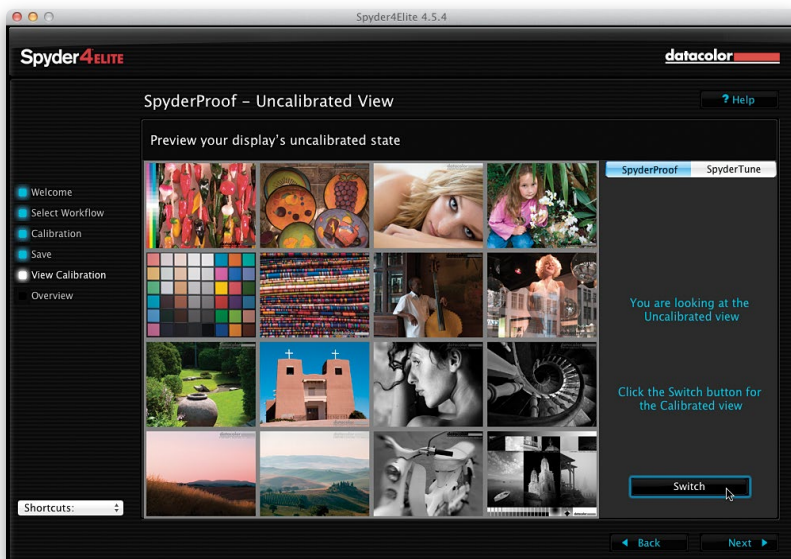 Spyder4Elite 4.5.4
Spyder4ELITE
datacolor
SpyderProof – Uncalibrated View
? Help
Preview your display's uncalibrated state
SpyderProof
SpyderTune
Welcome
Select Workflow
Calibration
Save
View Calibration
Overview
You are looking at the
Uncalibrated view
Click the Switch button for
the Calibrated view
Switch
Shortcuts:
Back
Next